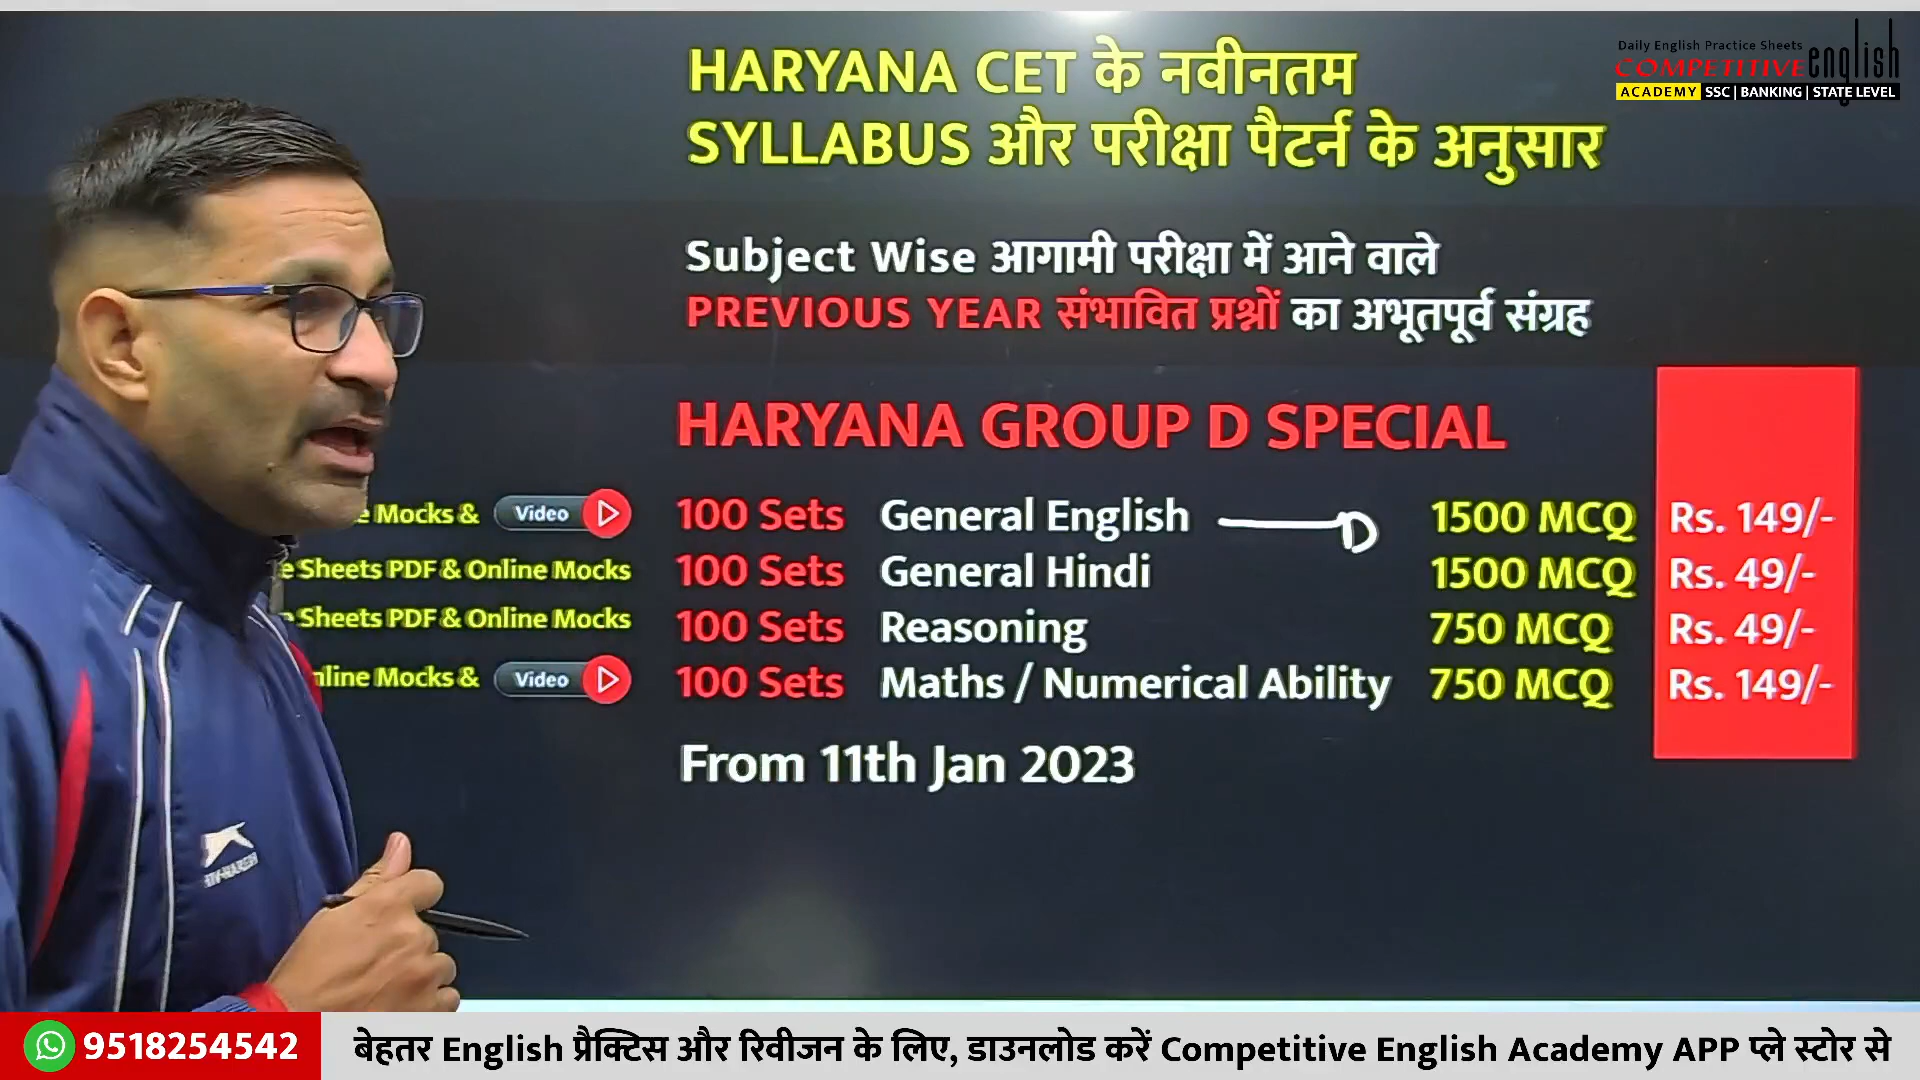 HARYANA CET के नवीनतम
SYLLABUS और परीक्षा पैटर्न के अनुसार
Daily English Practice Sheets
COMPETITIVE english
ACADEMY SSC | BANKING | STATE LEVEL
Subject Wise आगामी परीक्षा में आने वाले
PREVIOUS YEAR संभावित प्रश्नों का अभूतपूर्व संग्रह
HARYANA GROUP D SPECIAL
Mocks & Video 100 Sets General English D 1500 MCQ Rs. 149/-
Sheets PDF & Online Mocks 100 Sets General Hindi 1500 MCQ Rs. 49/-
Sheets PDF & Online Mocks 100 Sets Reasoning 750 MCQ Rs. 49/-
Mocks & Video 100 Sets Maths / Numerical Ability 750 MCQ Rs. 149/-
From 11th Jan 2023
9518254542 बेहतर English प्रैक्टिस और रिवीजन के लिए, डाउनलोड करें Competitive English Academy APP प्ले स्टोर से